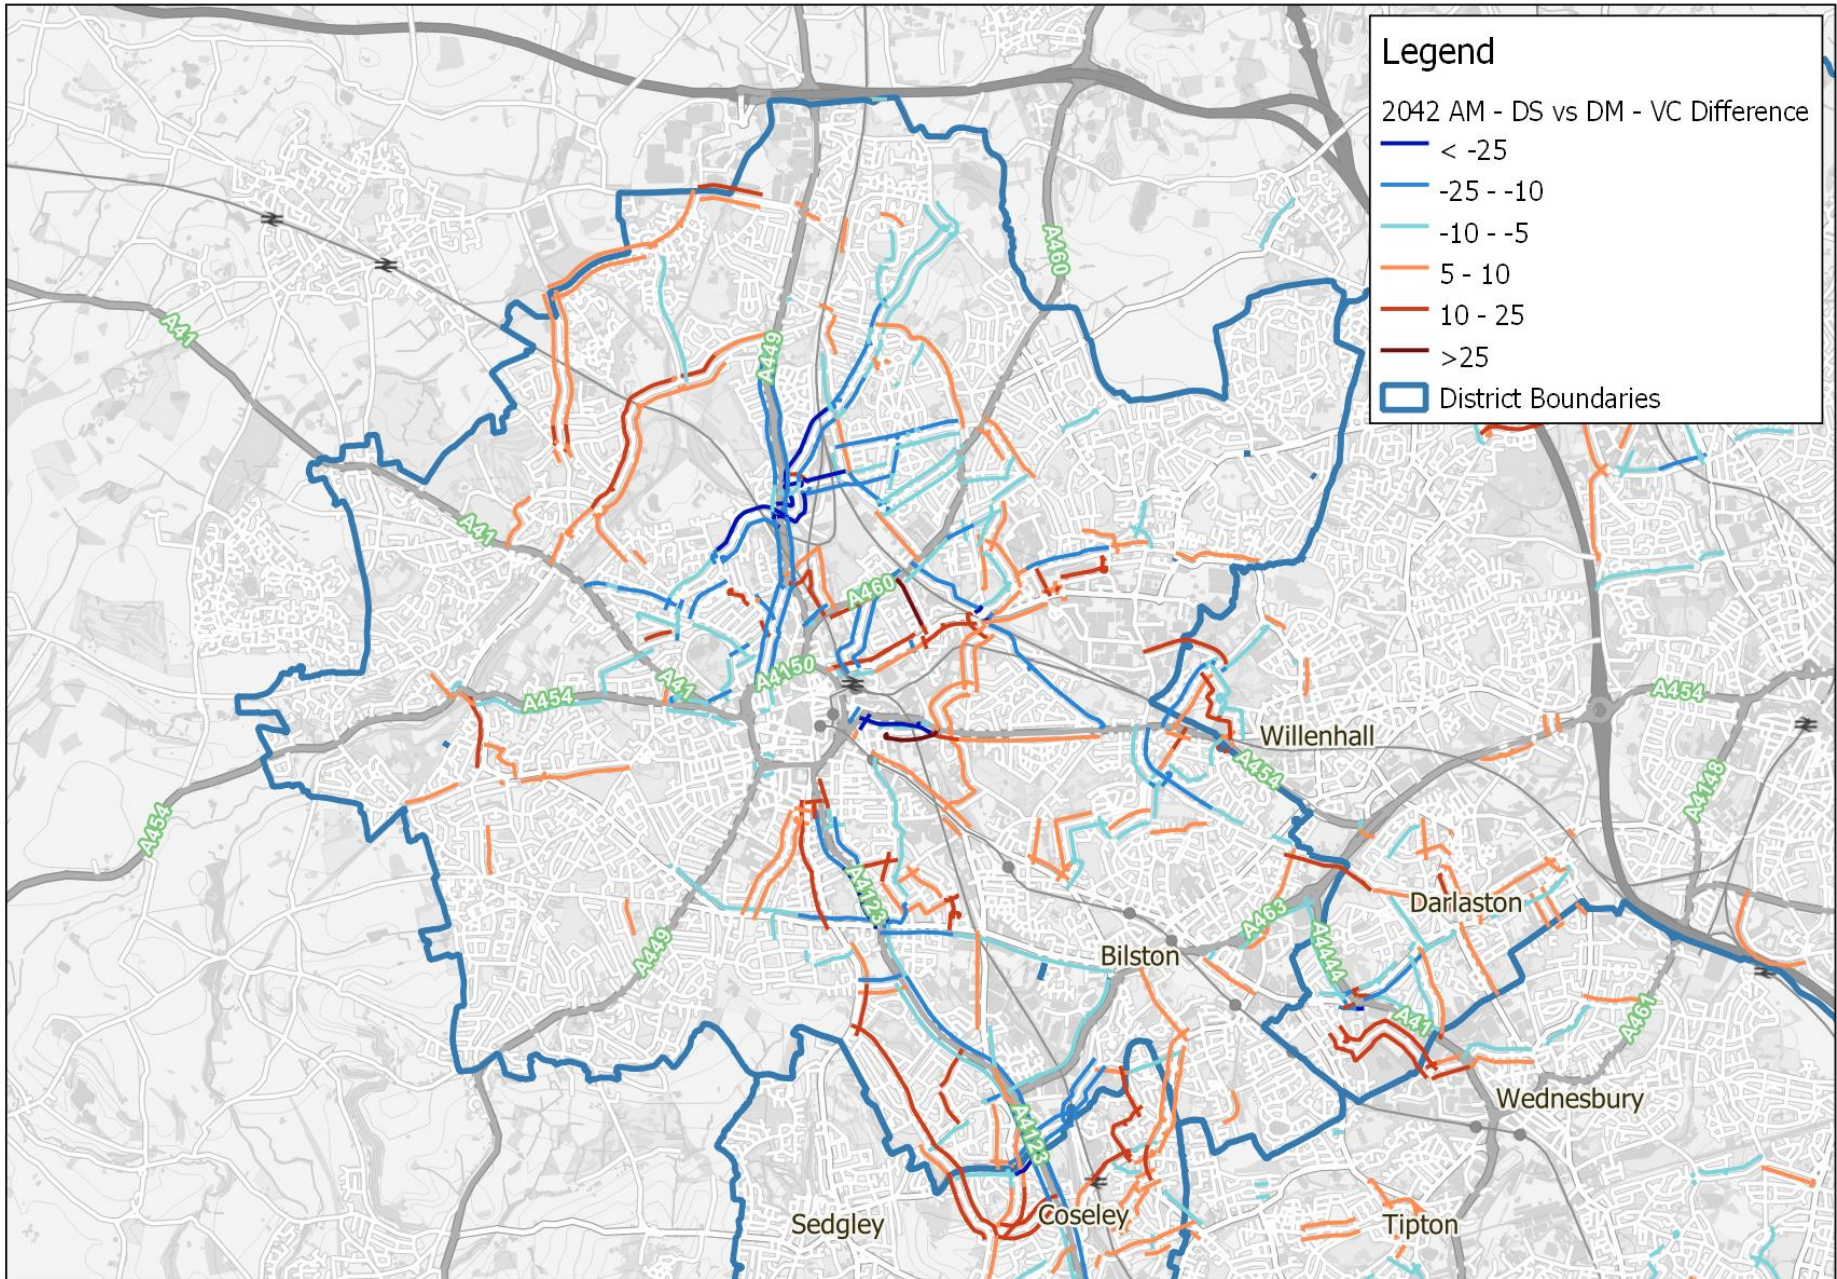 Legend
2042 AM - DS vs DM - VC Difference
< -25
-25 - -10
-10 - -5
5 - 10
10 - 25
>25
District Boundaries
A460
A41
A449
A41
A460
A4150
A41
A454
A454
Willenhall
A454
A4148
A454
A4123
A449
Darlaston
A463
A4444
Bilston
A41
A461
Wednesbury
A4123
Sedgley
Coseley
Tipton